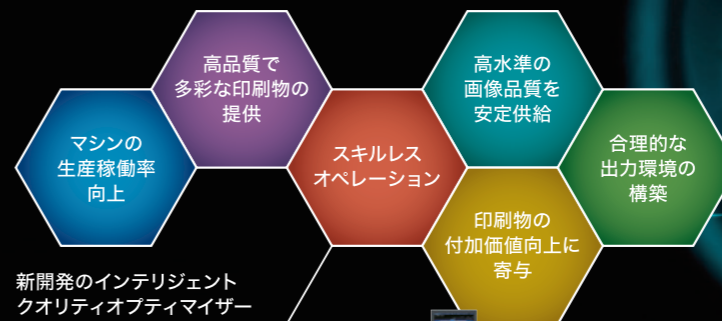 マシンの
生産稼働率
向上
高品質で
多彩な印刷物の
提供
スキルレス
オペレーション
高水準の
画像品質を
安定供給
印刷物の
付加価値向上に
寄与
合理的な
出力環境の
構築
新開発のインテリジェント
クオリティオプティマイザー